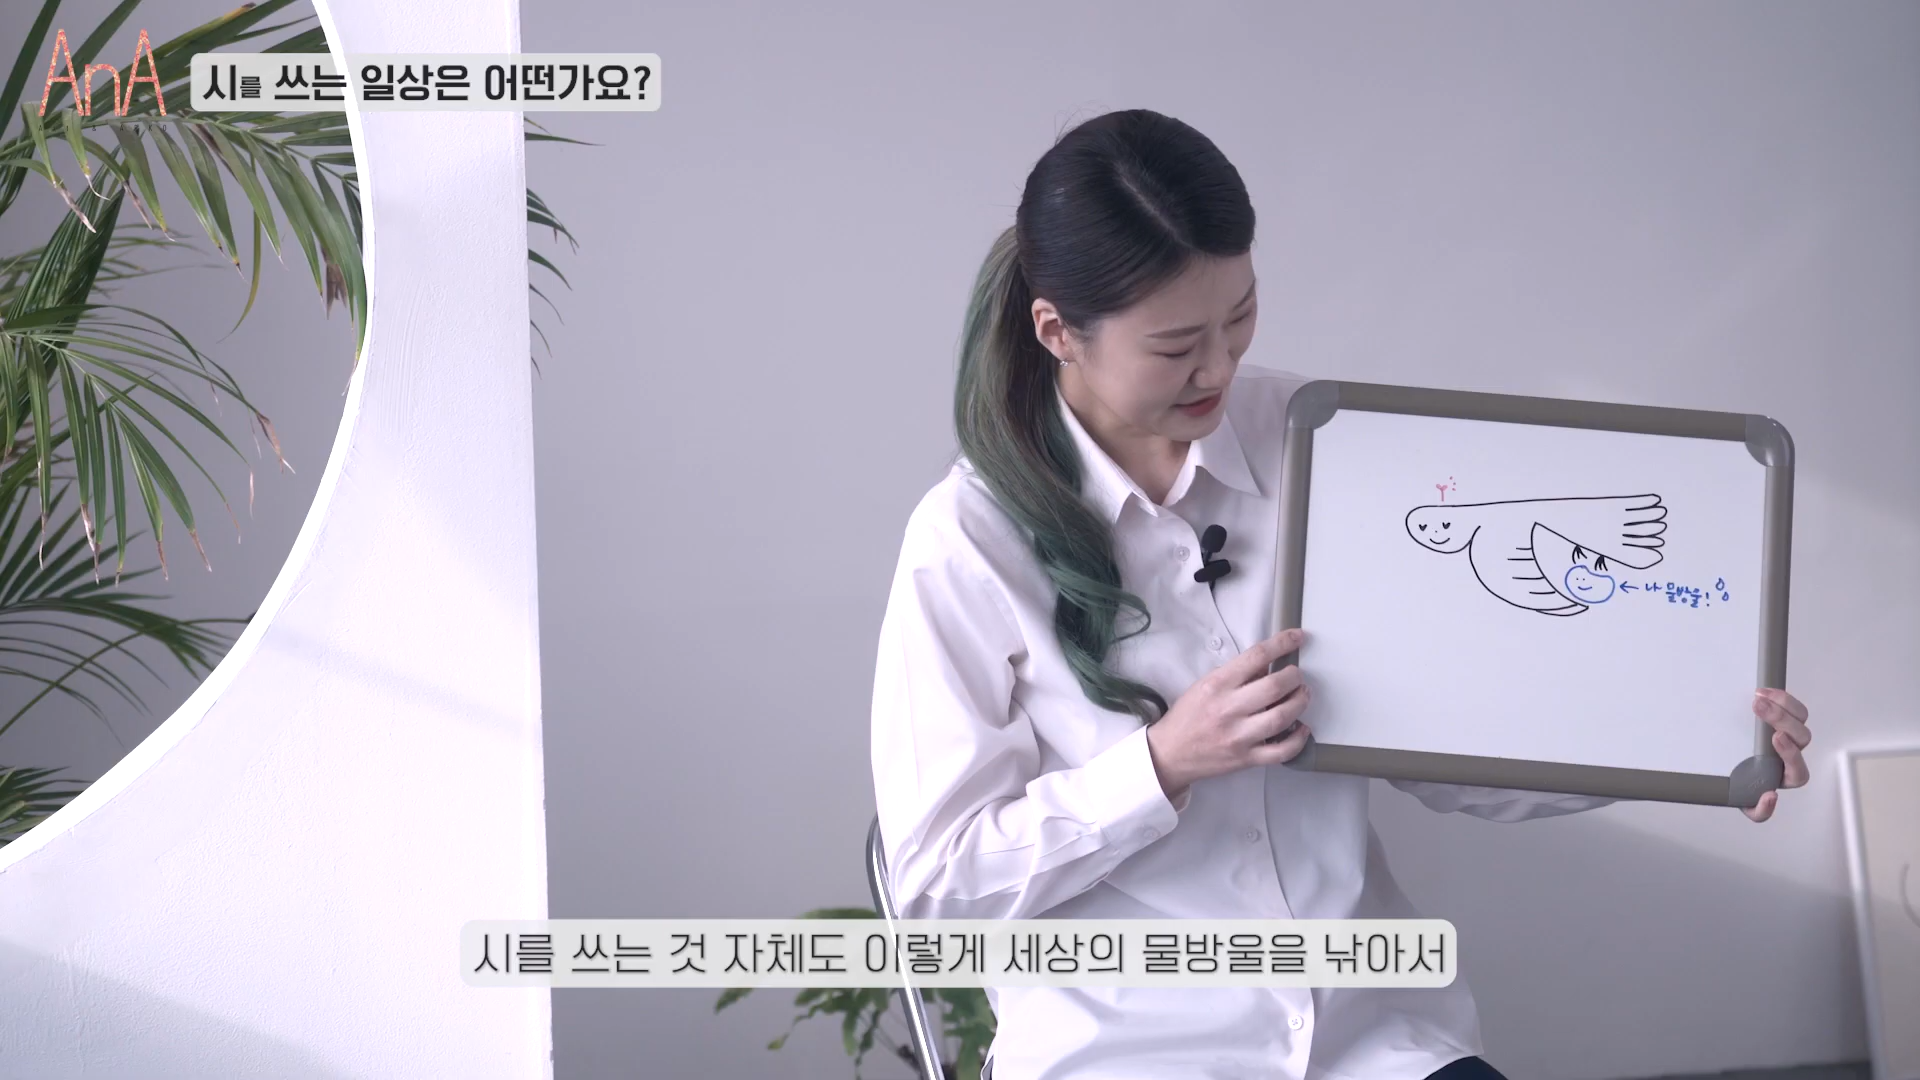 AnA
시를 쓰는 일상은 어떤가요?
← 나 물방울!
시를 쓰는 것 자체도 이렇게 세상의 물방울을 낚아서